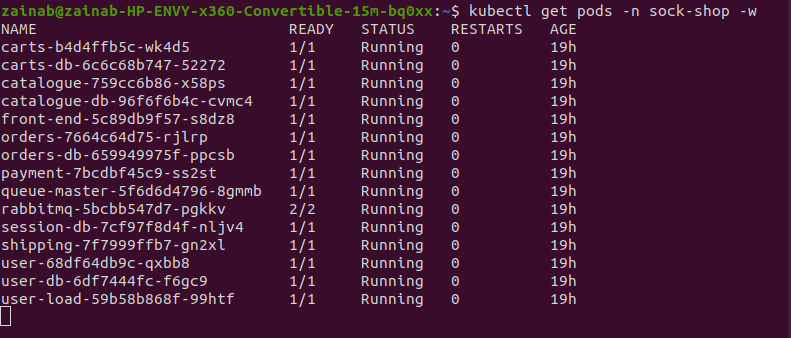 zainab@zainab-HP-ENVY-x360-Convertible-15m-bq0xx:~$ kubectl get pods -n sock-shop -w
NAME READY STATUS RESTARTS AGE
carts-b4d4ffb5c-wk4d5 1/1 Running 0 19h
carts-db-6c6c68b747-52272 1/1 Running 0 19h
catalogue-759cc6b86-x58ps 1/1 Running 0 19h
catalogue-db-96f6f6b4c-cvmc4 1/1 Running 0 19h
front-end-5c89db9f57-s8dz8 1/1 Running 0 19h
orders-7664c64d75-rjlrp 1/1 Running 0 19h
orders-db-659949975f-ppcsb 1/1 Running 0 19h
payment-7bcdbf45c9-ss2st 1/1 Running 0 19h
queue-master-5f6d6d4796-8gmmb 1/1 Running 0 19h
rabbitmq-5bcbb547d7-pgkkv 2/2 Running 0 19h
session-db-7cf97f8d4f-nljv4 1/1 Running 0 19h
shipping-7f7999ffb7-gn2xl 1/1 Running 0 19h
user-68df64db9c-qxbb8 1/1 Running 0 19h
user-db-6df7444fc-f6gc9 1/1 Running 0 19h
user-load-59b58b868f-99htf 1/1 Running 0 19h